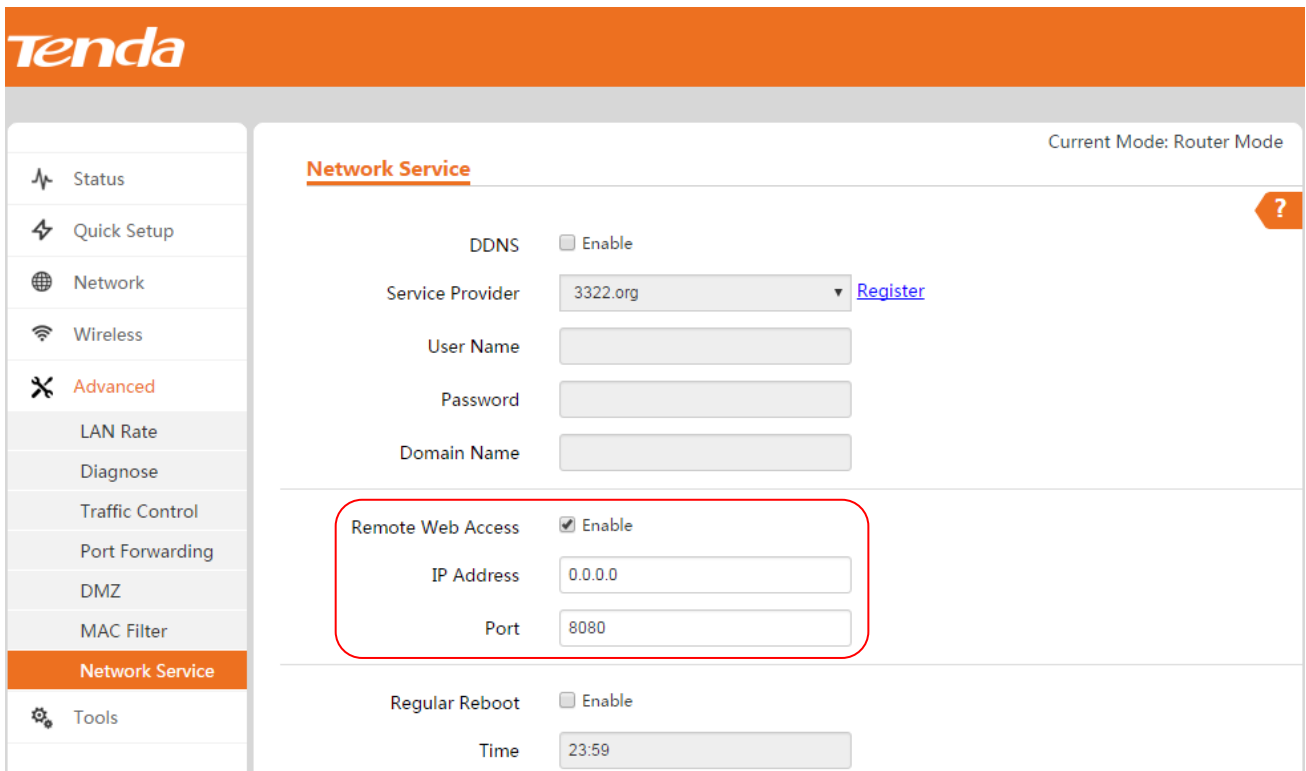 Tenda
Current Mode: Router Mode
Network Service
?
Status
Quick Setup
Network
Wireless
Advanced
LAN Rate
Diagnose
Traffic Control
Port Forwarding
DMZ
MAC Filter
Network Service
Tools
DDNS Enable
Service Provider 3322.org Register
User Name
Password
Domain Name
Remote Web Access Enable
IP Address 0.0.0.0
Port 8080
Regular Reboot Enable
Time 23:59